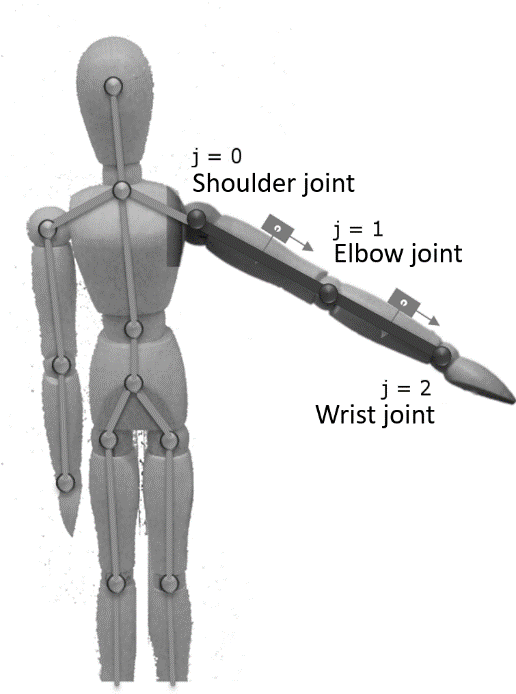 j = 0
Shoulder joint
j = 1
Elbow joint
j = 2
Wrist joint